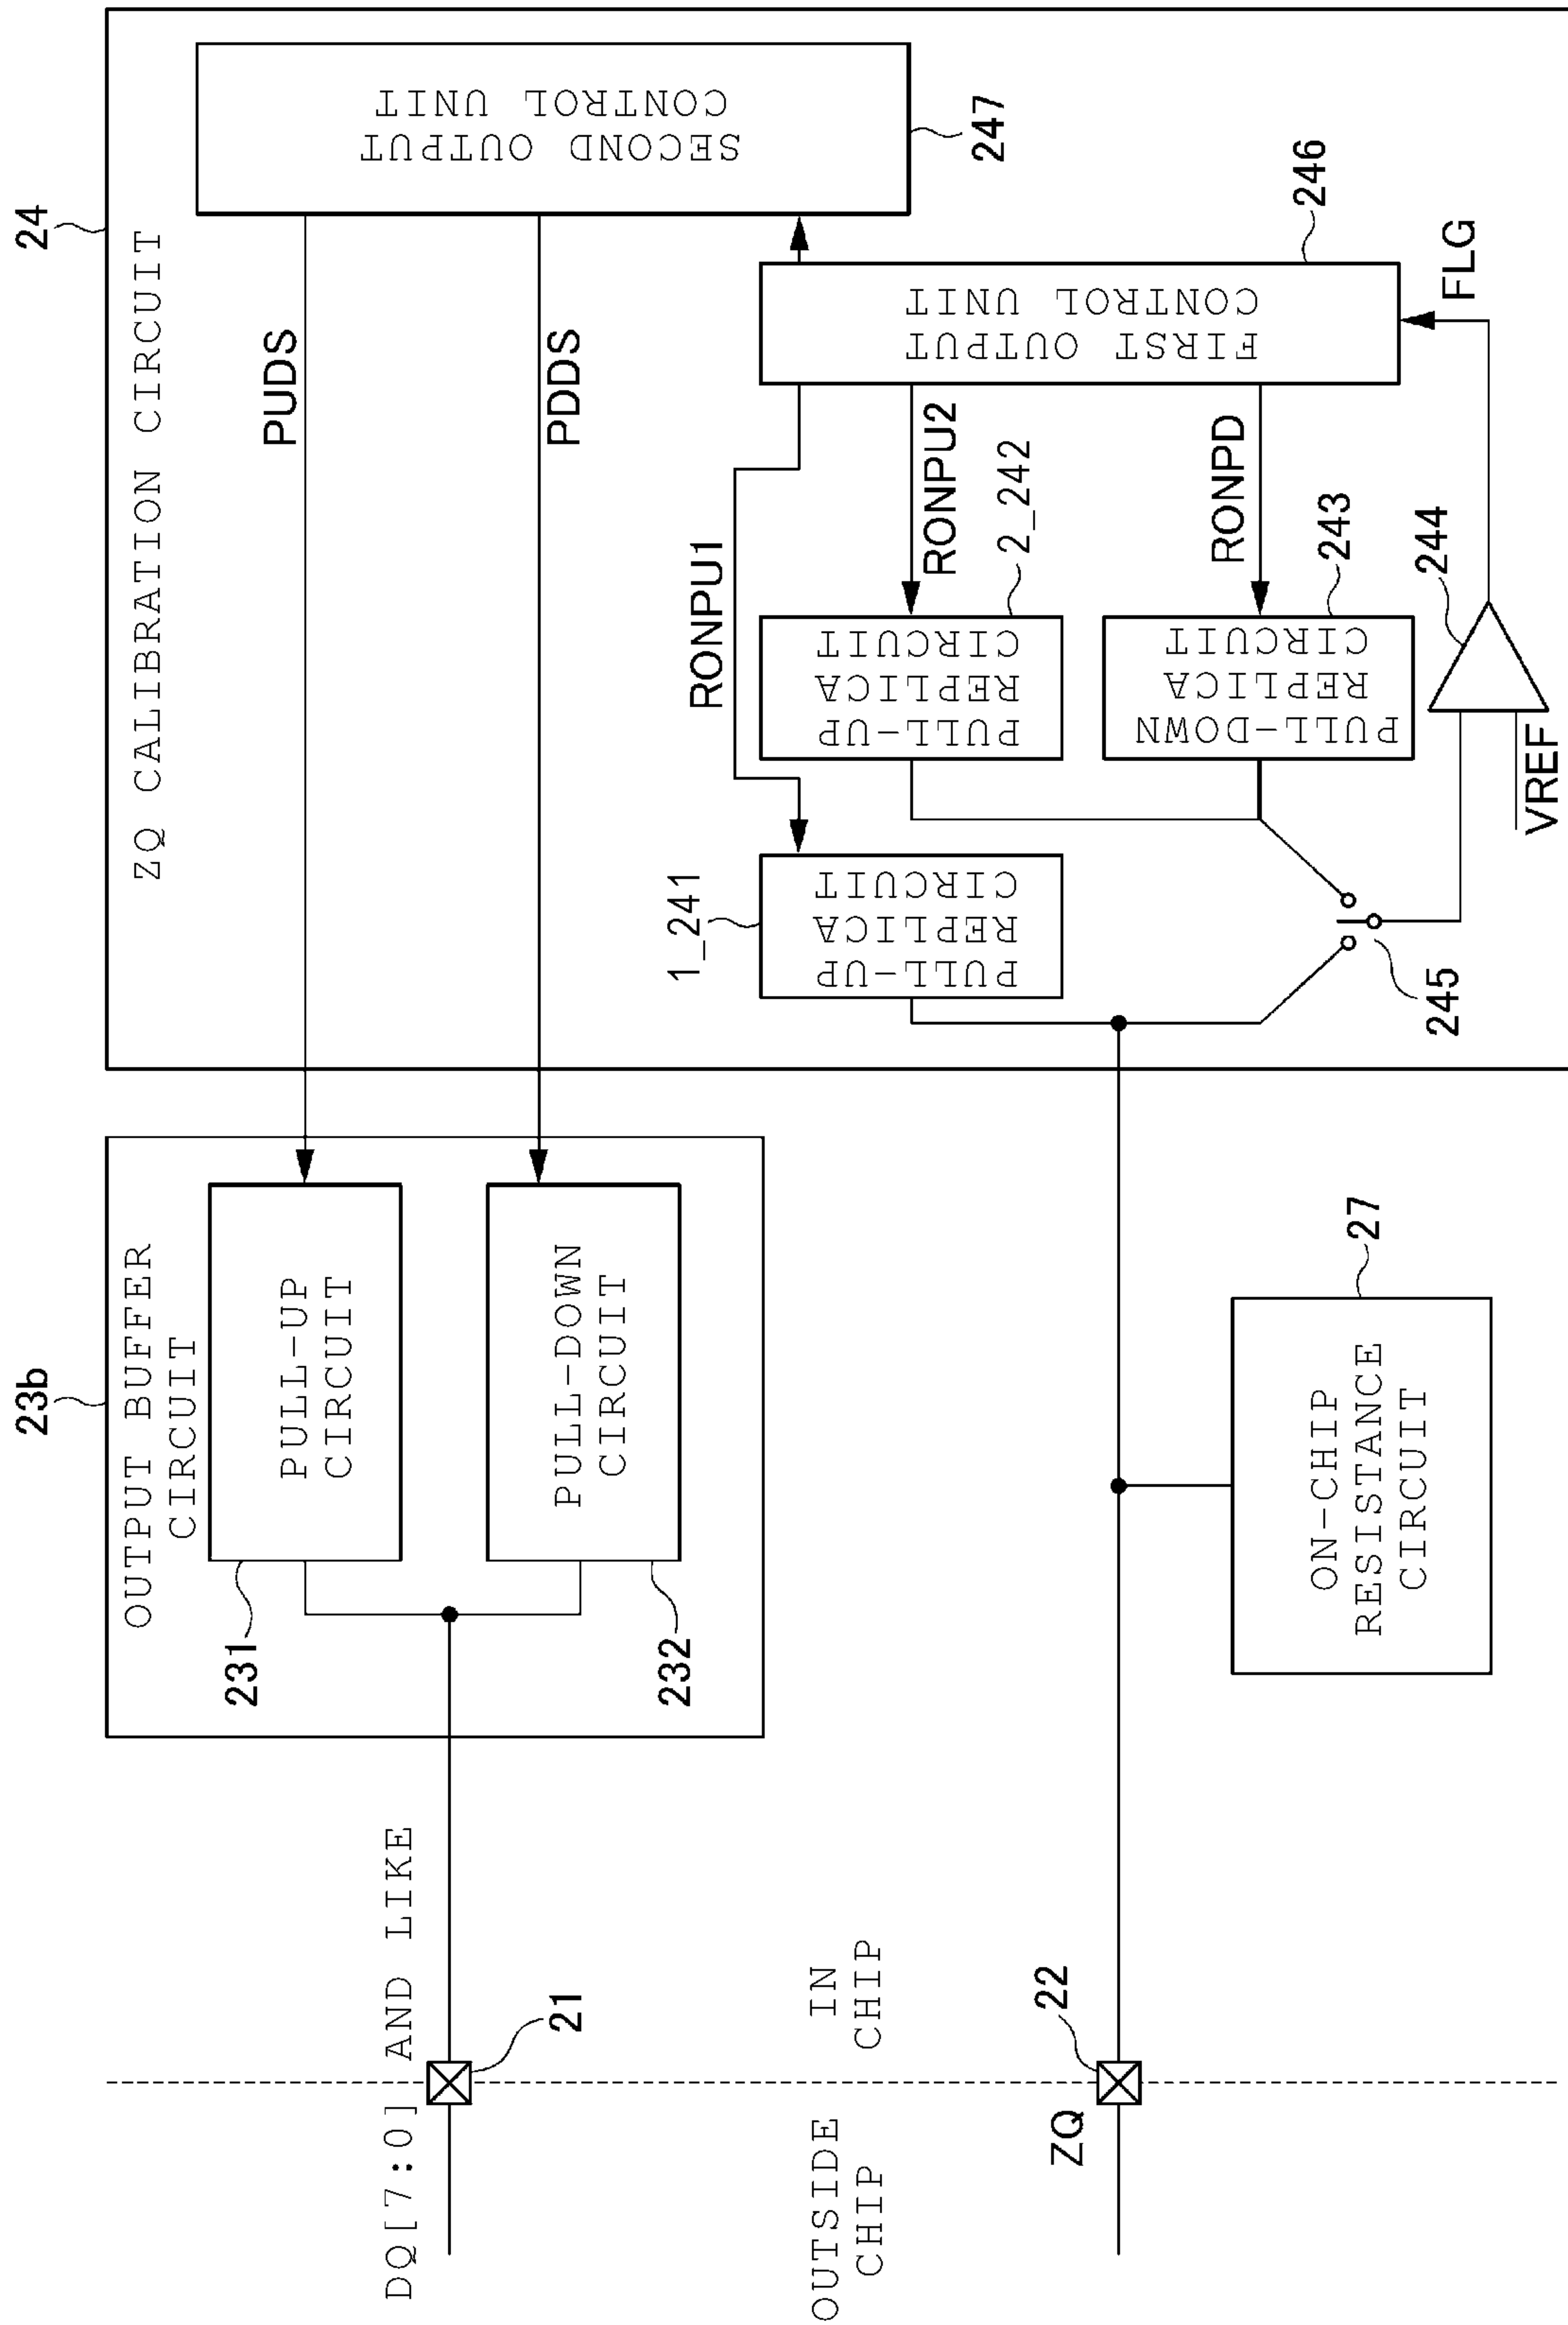 24
ZQ CALIBRATION CIRCUIT
SECOND OUTPUT
CONTROL UNIT
247
PUDS
PDDS
FIRST OUTPUT
CONTROL UNIT
246
FLG
RONPU1
RONPU2
RONPD
1_241
PULL-UP
REPLICA
CIRCUIT
2_242
PULL-UP
REPLICA
CIRCUIT
243
PULL-DOWN
REPLICA
CIRCUIT
244
VREF
245
23b
OUTPUT BUFFER
CIRCUIT
PULL-UP
CIRCUIT
231
PULL-DOWN
CIRCUIT
232
27
ON-CHIP
RESISTANCE
CIRCUIT
DQ[7:0] AND LIKE
21
IN
CHIP
OUTSIDE
CHIP
22
ZQ